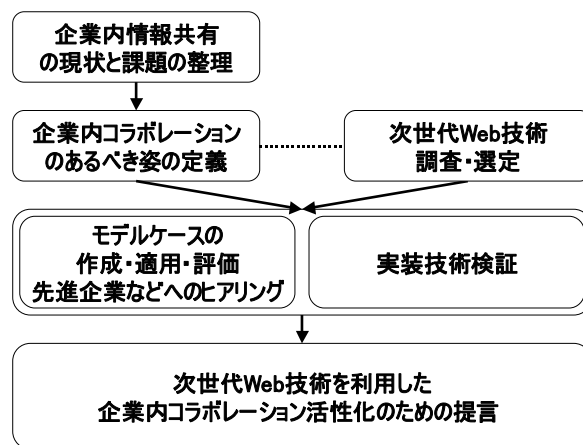 企業内情報共有
の現状と課題の整理
企業内コラボレーション
のあるべき姿の定義
次世代Web技術
調査・選定
モデルケースの
作成・適用・評価
先進企業などへのヒアリング
実装技術検証
次世代Web技術を利用した
企業内コラボレーション活性化のための提言